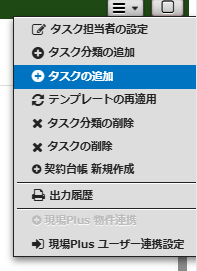 タスク担当者の設定
タスク分類の追加
タスクの追加
テンプレートの再適用
タスク分類の削除
タスクの削除
契約台帳 新規作成
出力履歴
現場Plus 物件連携
現場Plus ユーザー連携設定